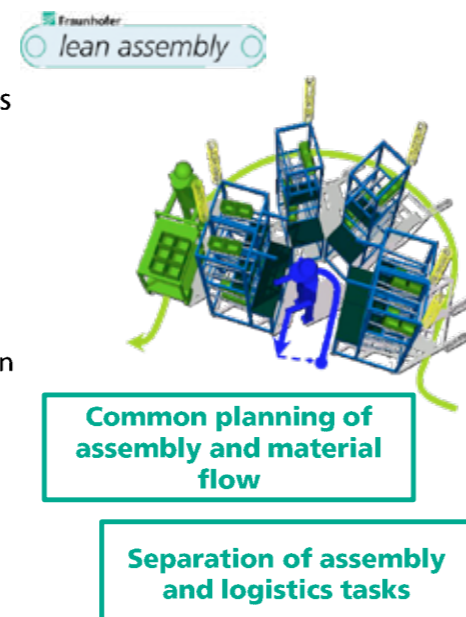 Fraunhofer
lean assembly
s
n
Common planning of
assembly and material
flow
Separation of assembly
and logistics tasks